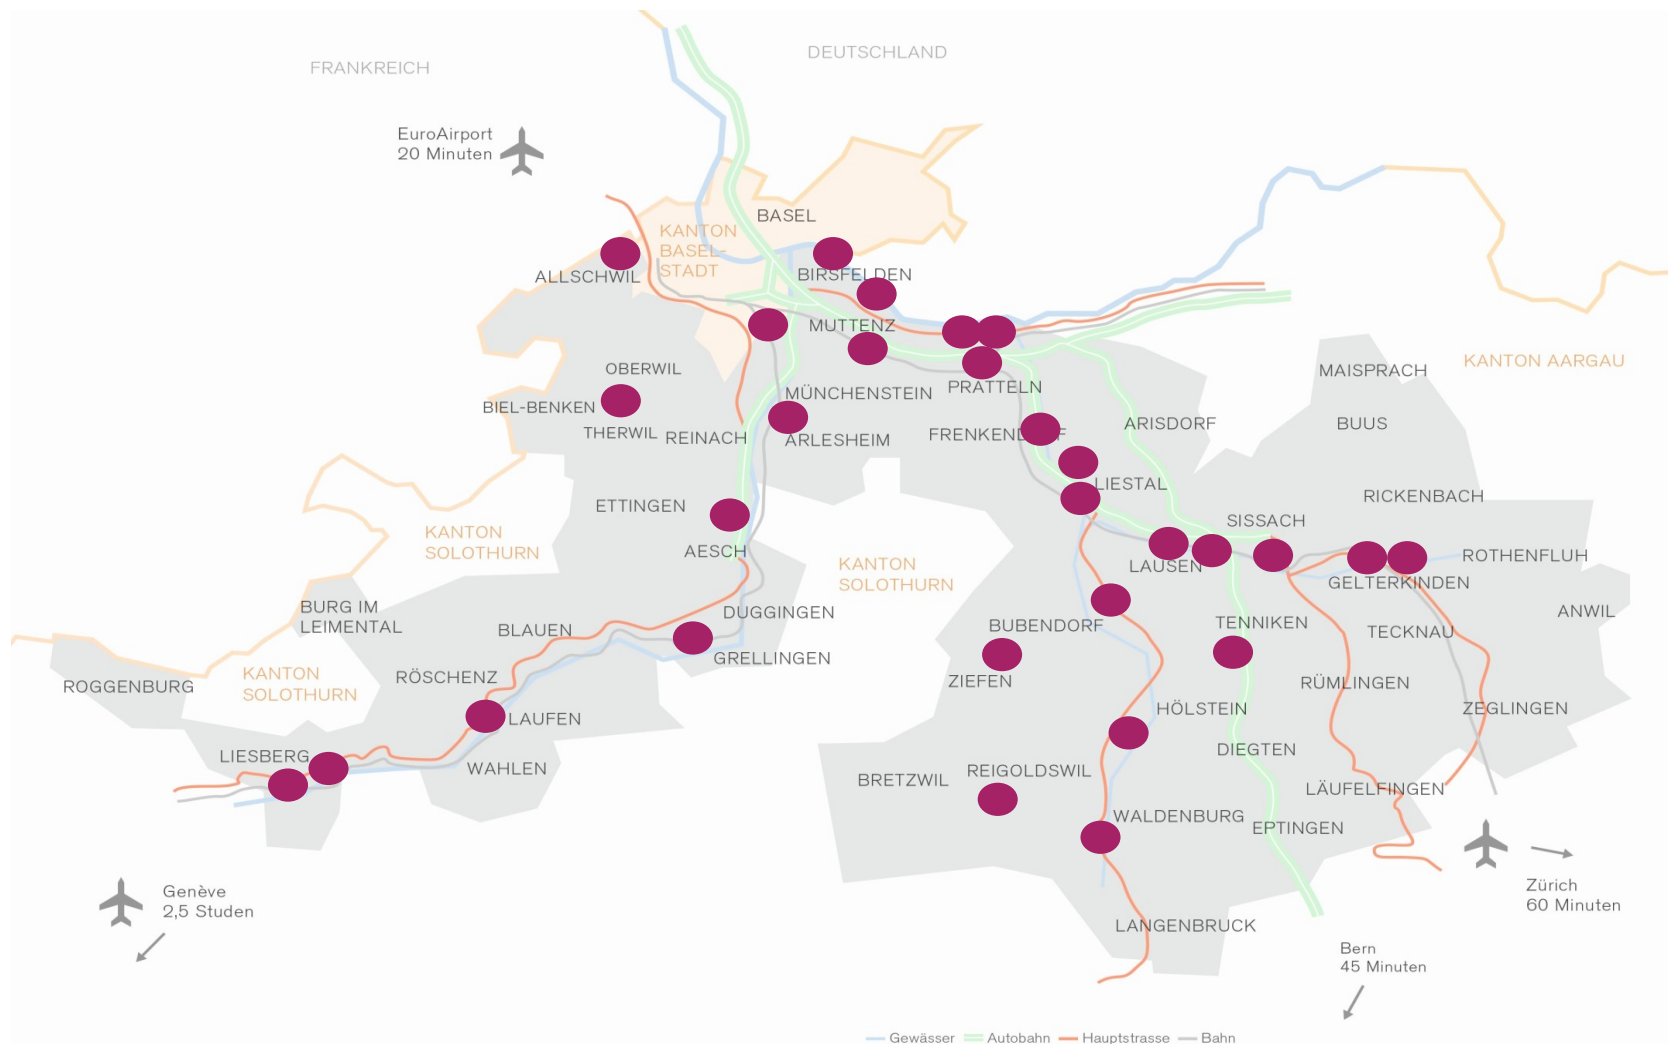 DEUTSCHLAND
FRANKREICH
EuroAirport
20 Minuten
BASEL
KANTON
BASEL-
STADT
ALLSCHWIL
BIRSFELDEN
MUTTENZ
OBERWIL
MAISPRACH
KANTON AARGAU
PRATTELN
MÜNCHENSTEIN
BIEL-BENKEN
THERWIL
REINACH
ARLESHEIM
FRENKENDORF
ARISDORF
BUUS
LIESTAL
RICKENBACH
ETTINGEN
SISSACH
KANTON
SOLOTHURN
AESCH
KANTON
SOLOTHURN
LAUSEN
ROTHENFLUH
GELTERKINDEN
BURG IM
LEIMENTAL
DUGGINGEN
ANWIL
BLAUEN
BUBENDORF
TENNIKEN
TECKNAU
GRELLINGEN
KANTON
SOLOTHURN
RÖSCHENZ
ZIEFEN
RÜMLINGEN
ROGGENBURG
LAUFEN
HÖLSTEIN
ZEGLINGEN
LIESBERG
WAHLEN
DIEGTEN
BRETZWIL
REIGOLDSWIL
LÄUFELFINGEN
WALDENBURG
EPTINGEN
Genève
2,5 Studen
Zürich
60 Minuten
LANGENBRUCK
Bern
45 Minuten
Gewässer Autobahn Hauptstrasse Bahn